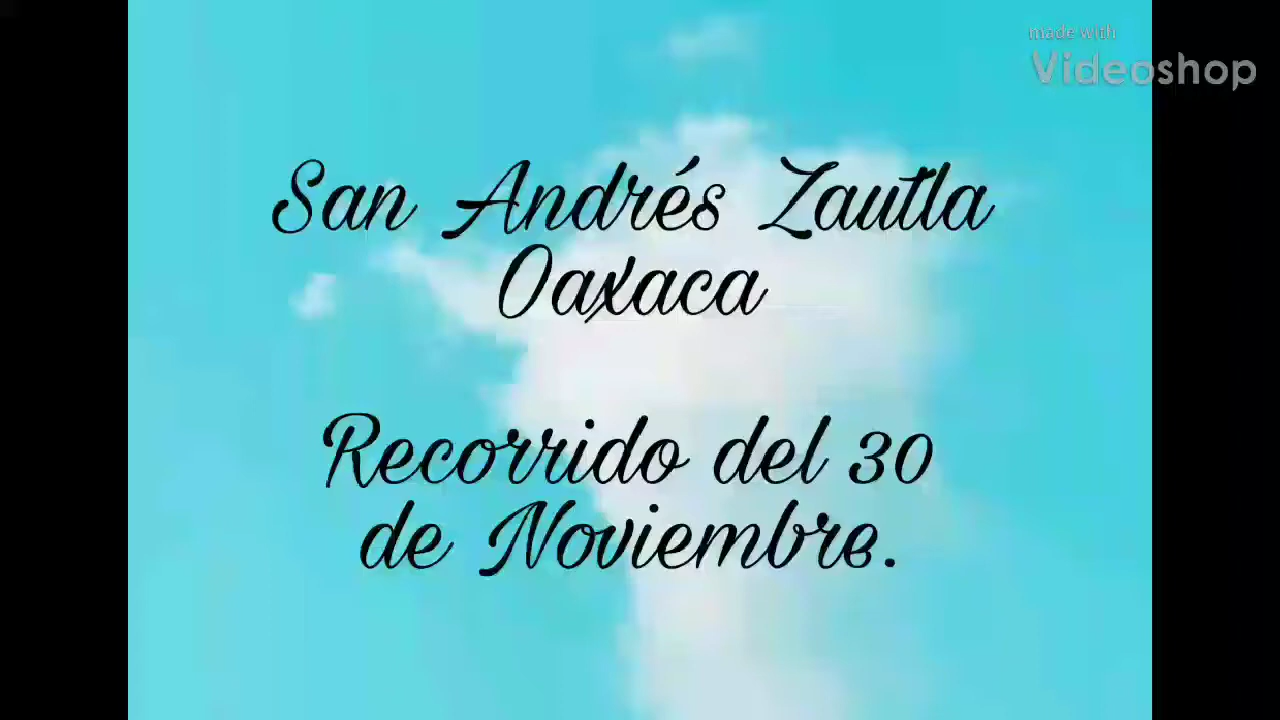 made with
Videoshop
San Andrés Zautla
Oaxaca
Recorrido del 30
de Noviembre.